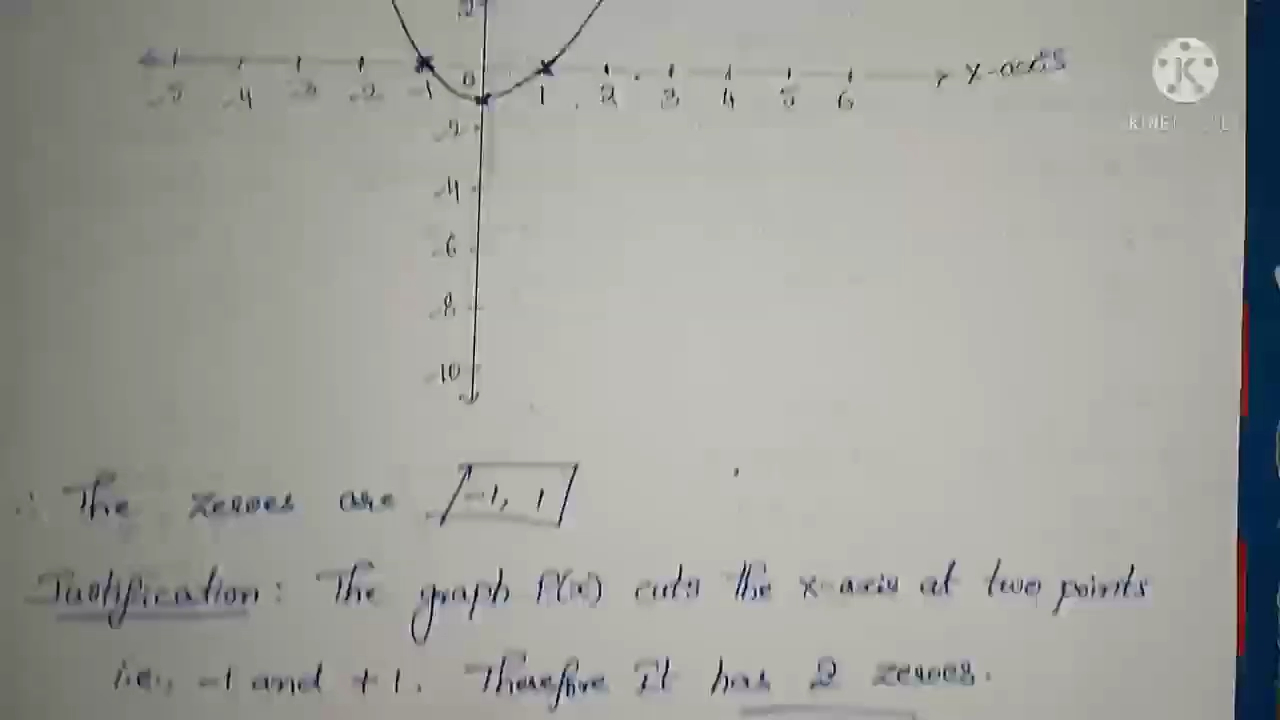 2
-5 -4 -3 -2 -1 0 1 2 3 4 5 6 x-axis
-2
-4
-6
-8
-10
∴ The zeroes are -1, 1
Justification: The graph f(x) cuts the x-axis at two points
i.e., -1 and +1. Therefore It has 2 zeroes.
K